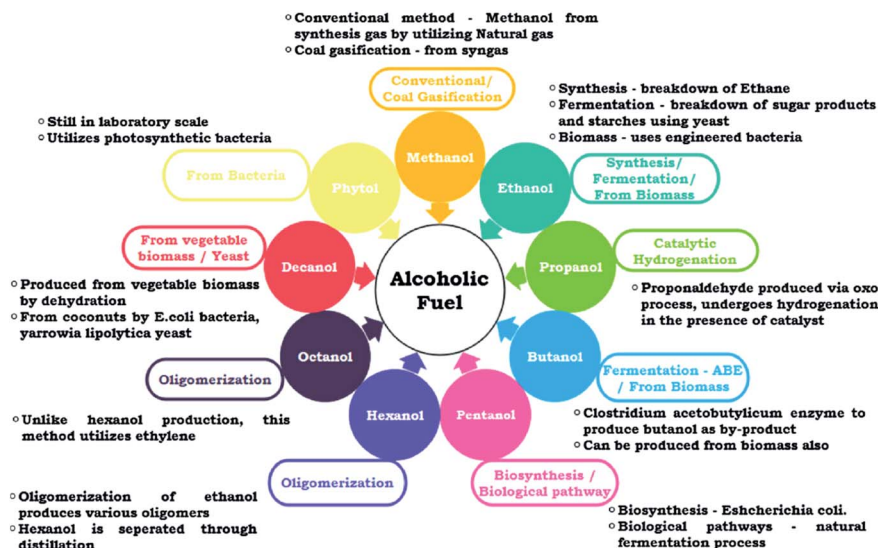 ○ Conventional method - Methanol from
synthesis gas by utilizing Natural gas
○ Coal gasification - from syngas
Conventional/
Coal Gasification
Methanol
○ Synthesis - breakdown of Ethane
○ Fermentation - breakdown of sugar products
and starches using yeast
○ Biomass - uses engineered bacteria
Synthesis/
Fermentation/
From Biomass
Ethanol
Catalytic
Hydrogenation
Propanol
○ Proponaldehyde produced via oxo
process, undergoes hydrogenation
in the presence of catalyst
Butanol
Fermentation - ABE
/ From Biomass
○ Clostridium acetobutylicum enzyme to
produce butanol as by-product
○ Can be produced from biomass also
Pentanol
Biosynthesis /
Biological pathway
○ Biosynthesis - Eshcherichia coli.
○ Biological pathways - natural
fermentation process
Hexanol
Oligomerization
○ Oligomerization of ethanol
produces various oligomers
○ Hexanol is seperated through
distillation
Octanol
Oligomerization
○ Unlike hexanol production, this
method utilizes ethylene
Decanol
From vegetable
biomass / Yeast
○ Produced from vegetable biomass
by dehydration
○ From coconuts by E.coli bacteria,
yarrowia lipolytica yeast
Phytol
From Bacteria
○ Still in laboratory scale
○ Utilizes photosynthetic bacteria
Alcoholic
Fuel